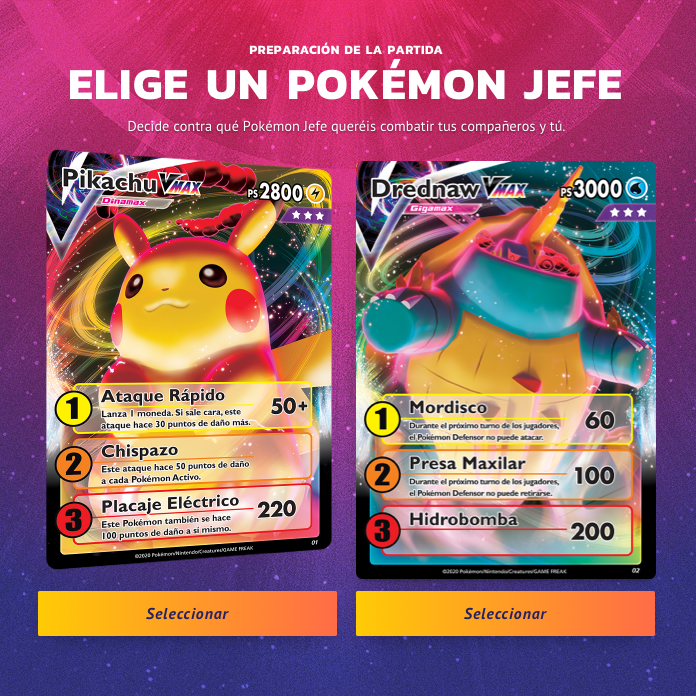 PREPARACIÓN DE LA PARTIDA
ELIGE UN POKÉMON JEFE
Decide contra qué Pokémon Jefe queréis combatir tus compañeros y tú.
Pikachu VMAX
PS 2800
Dinamax
1 Ataque Rápido 50+
Lanza 1 moneda. Si sale cara, este
ataque hace 30 puntos de daño más.
2 Chispazo
Este ataque hace 50 puntos de daño
a cada Pokémon Activo.
3 Placaje Eléctrico 220
Este Pokémon también se hace
100 puntos de daño a sí mismo.
01
©2020 Pokémon/Nintendo/Creatures/GAME FREAK
Seleccionar
Drednaw VMAX
PS 3000
Gigamax
1 Mordisco 60
Durante el próximo turno de los jugadores,
el Pokémon Defensor no puede atacar.
2 Presa Maxilar 100
Durante el próximo turno de los jugadores,
el Pokémon Defensor no puede retirarse.
3 Hidrobomba 200
©2020 Pokémon/Nintendo/Creatures/GAME FREAK
02
Seleccionar